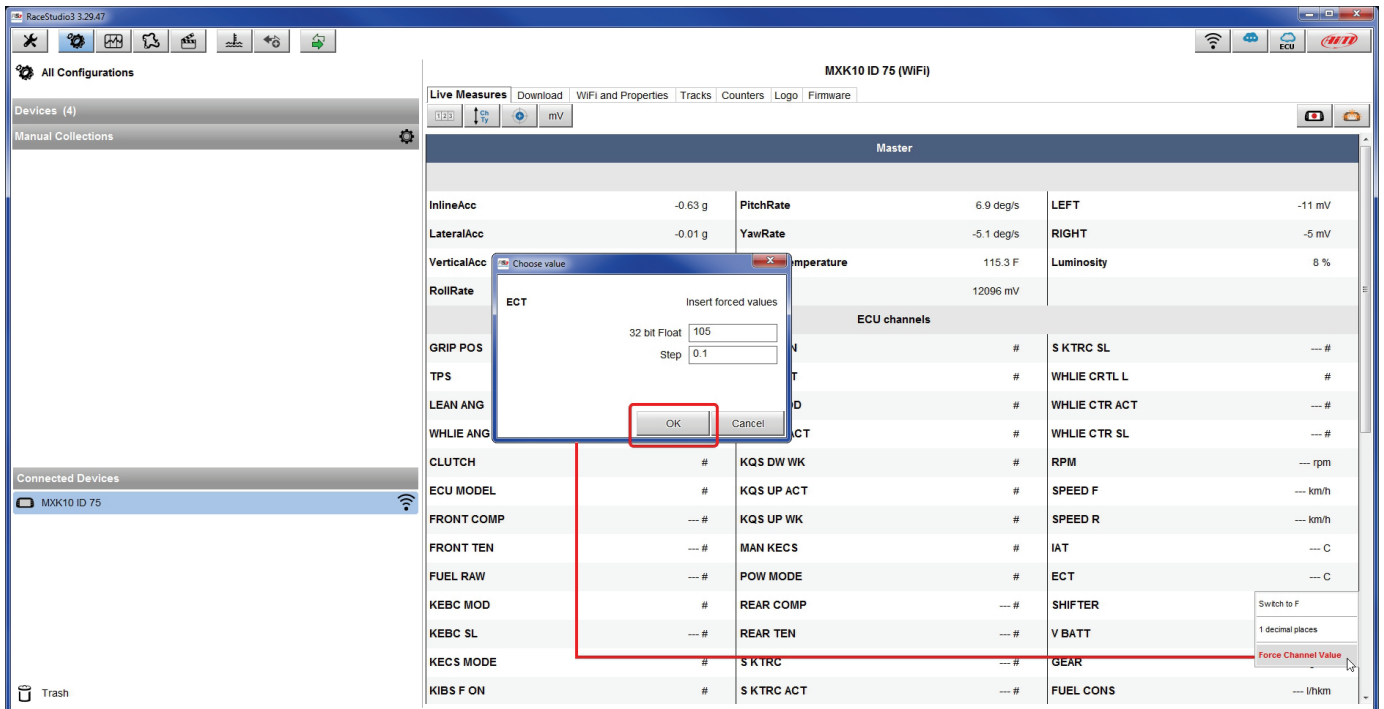 RaceStudio3 3.29.47
ECU
AiM
All Configurations
Devices (4)
Manual Collections
Connected Devices
MXK10 ID 75
Trash
MXK10 ID 75 (WiFi)
Live Measures Download WiFi and Properties Tracks Counters Logo Firmware
123 Ch Ty mV
Master
InlineAcc -0.63 g PitchRate 6.9 deg/s LEFT -11 mV
LateralAcc -0.01 g YawRate -5.1 deg/s RIGHT -5 mV
VerticalAcc emperature 115.3 F Luminosity 8 %
RollRate 12096 mV
ECU channels
GRIP POS # S KTRC SL --- #
TPS # WHLIE CRTL L #
LEAN ANG # WHLIE CTR ACT --- #
WHLIE ANG ACT # WHLIE CTR SL --- #
CLUTCH # KQS DW WK # RPM --- rpm
ECU MODEL # KQS UP ACT # SPEED F --- km/h
FRONT COMP --- # KQS UP WK # SPEED R --- km/h
FRONT TEN --- # MAN KECS # IAT --- C
FUEL RAW --- # POW MODE # ECT --- C
KEBC MOD # REAR COMP --- # SHIFTER
KEBC SL --- # REAR TEN --- # V BATT
KECS MODE # S KTRC --- # GEAR
KIBS F ON # S KTRC ACT --- # FUEL CONS --- l/hkm
Choose value
ECT Insert forced values
32 bit Float 105
Step 0.1
OK Cancel
Switch to F
1 decimal places
Force Channel Value